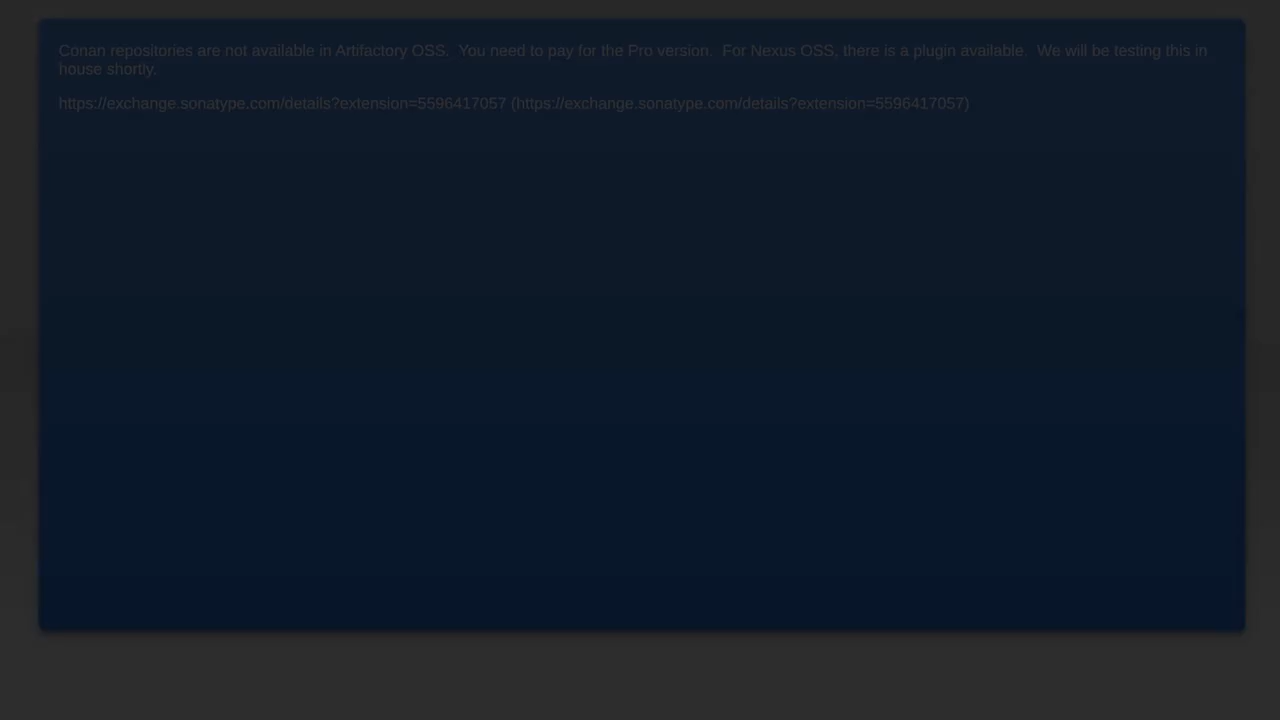 Conan repositories are not available in Artifactory OSS.  You need to pay for the Pro version.  For Nexus OSS, there is a plugin available.  We will be testing this in
house shortly.
https://exchange.sonatype.com/details?extension=5596417057 (https://exchange.sonatype.com/details?extension=5596417057)